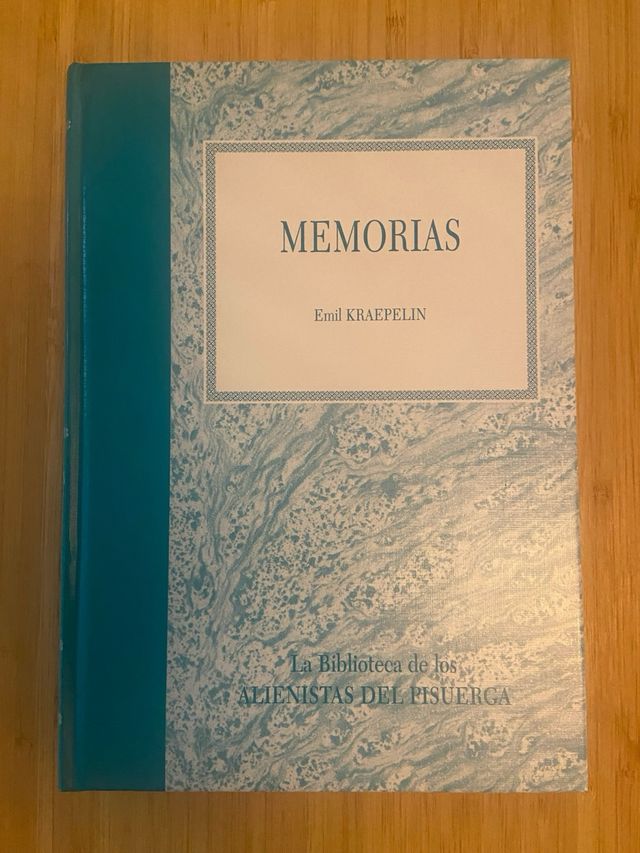 MEMORIAS
Emil KRAEPELIN
La Biblioteca de los
ALIENISTAS DEL PISUERGA